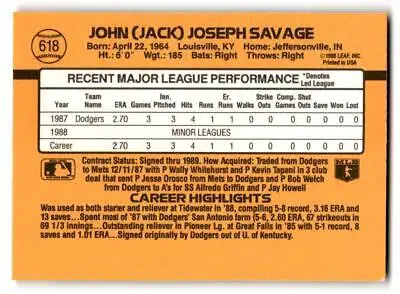 618
JOHN (JACK) JOSEPH SAVAGE
Born: April 22, 1964 Louisville, KY Home: Jeffersonville, IN
Ht.: 6'0" Wgt.: 185 Bats: Right Throws: Right
© 1988 LEAF, INC.
PRINTED IN USA
RECENT MAJOR LEAGUE PERFORMANCE *Denotes Led League
Year Team Name ERA Games Inn. Pitched Hits Runs Er. Runs Walks Strike Outs Comp. Games Shut Outs Save Won Lost
1987 Dodgers 2.70 3 3 4 1 1 0 0 0 0 0 0 0
1988 MINOR LEAGUES
Career 2.70 3 3 4 1 1 0 0 0 0 0 0 0
Contract Status: Signed thru 1989. How Acquired: Traded from Dodgers
to Mets 12/11/87 with P Wally Whitehurst and P Kevin Tapani in 3 club
deal that sent P Jesse Orosco from Mets to Dodgers and P Bob Welch
from Dodgers to A's for SS Alfredo Griffin and P Jay Howell
MLB
CAREER HIGHLIGHTS
Was used as both starter and reliever at Tidewater in '88, compiling 5-8 record, 3.16 ERA and
13 saves...Spent most of '87 with Dodgers' San Antonio farm (5-6, 2.60 ERA, 67 strikeouts in
69 1/3 innings)...Outstanding reliever in Pioneer Lg. at Great Falls in '85 with 5-1 record, 8
saves and 1.01 ERA...Originally signed by Dodgers out of U. of Kentucky.